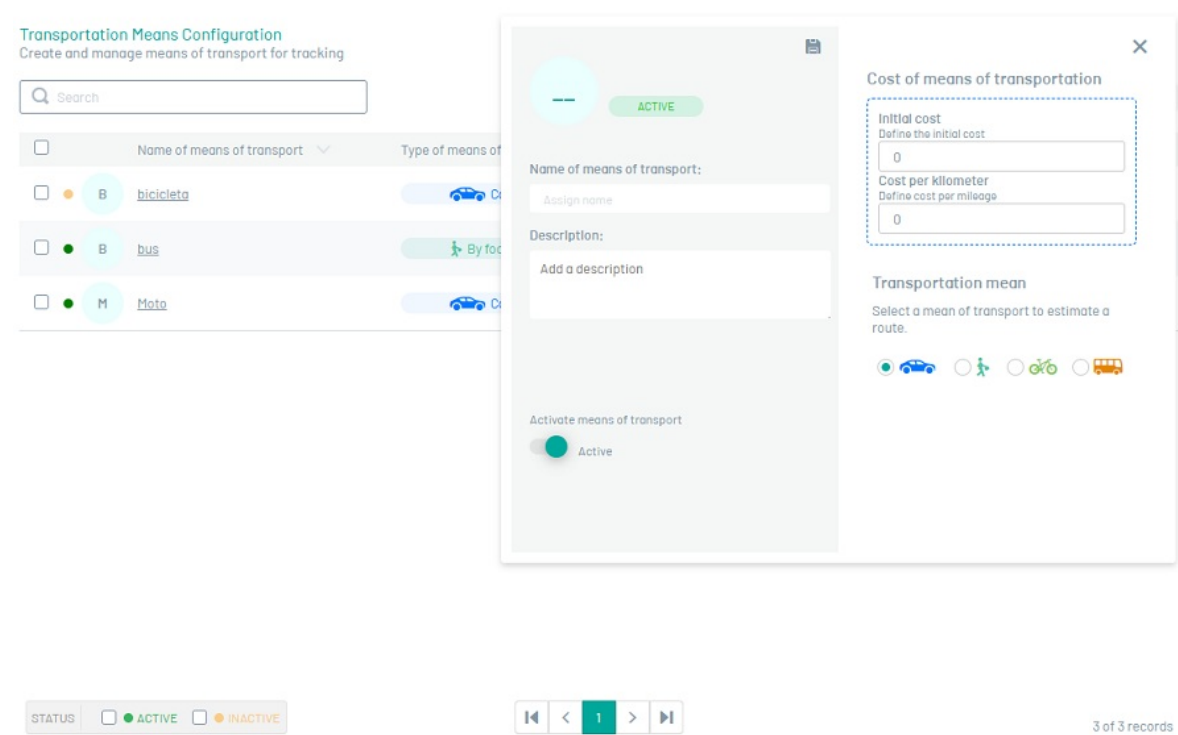 Transportation Means Configuration
Create and manage means of transport for tracking
Search
Name of means of transport
Type of means of
B
bicicleta
B
bus
By foo
M
Moto
--
ACTIVE
Name of means of transport:
Assign name
Description:
Add a description
Activate means of transport
Active
Cost of means of transportation
Initial cost
Define the initial cost
0
Cost per kilometer
Define cost per mileage
0
Transportation mean
Select a mean of transport to estimate a
route.
STATUS
ACTIVE
INACTIVE
1
3 of 3 records